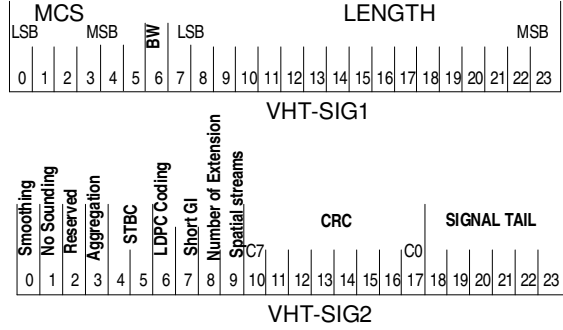 MCS LENGTH
LSB MSB BW LSB MSB
0 1 2 3 4 5 6 7 8 9 10 11 12 13 14 15 16 17 18 19 20 21 22 23
VHT-SIG1
Smoothing
No Sounding
Reserved
Aggregation
STBC
LDPC Coding
Short GI
Number of Extension
Spatial streams
CRC
SIGNAL TAIL
C7 C0
0 1 2 3 4 5 6 7 8 9 10 11 12 13 14 15 16 17 18 19 20 21 22 23
VHT-SIG2